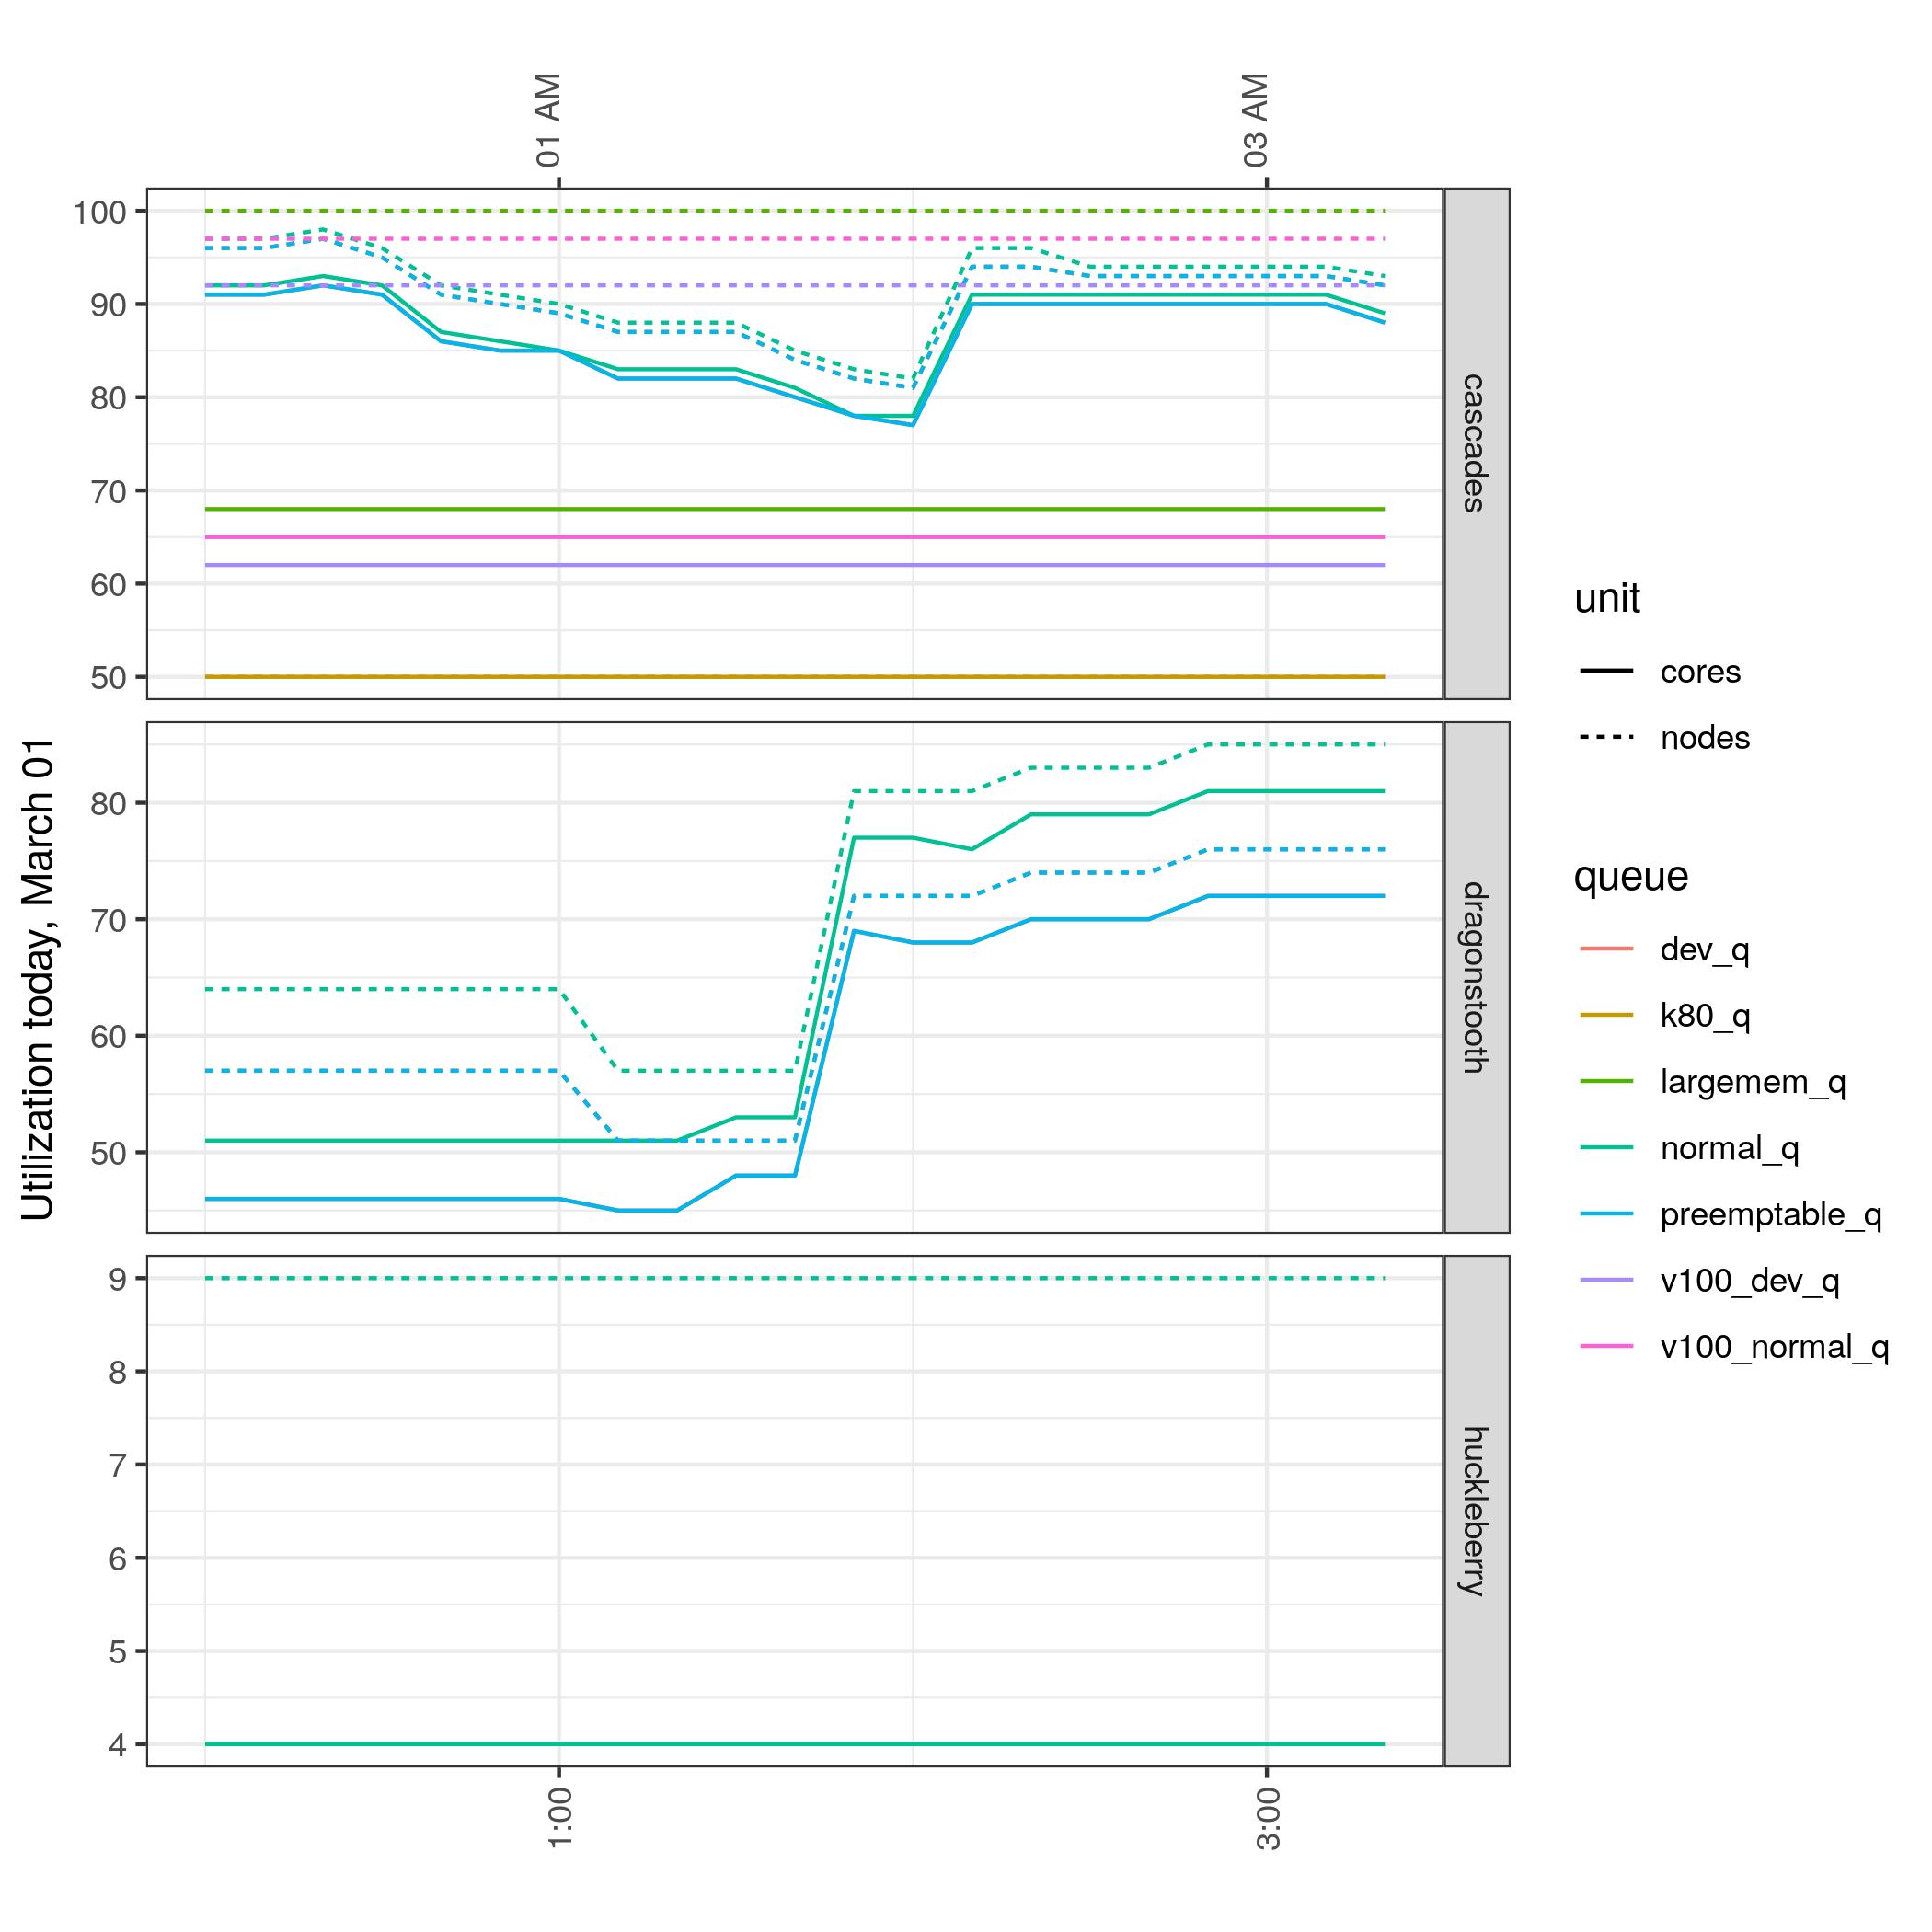 01 AM
03 AM
100
90
80
70
60
50
cascades
80
70
60
50
dragonstooth
9
8
7
6
5
4
huckleberry
1:00
3:00
Utilization today, March 01
unit
cores
nodes
queue
dev_q
k80_q
largemem_q
normal_q
preemptable_q
v100_dev_q
v100_normal_q